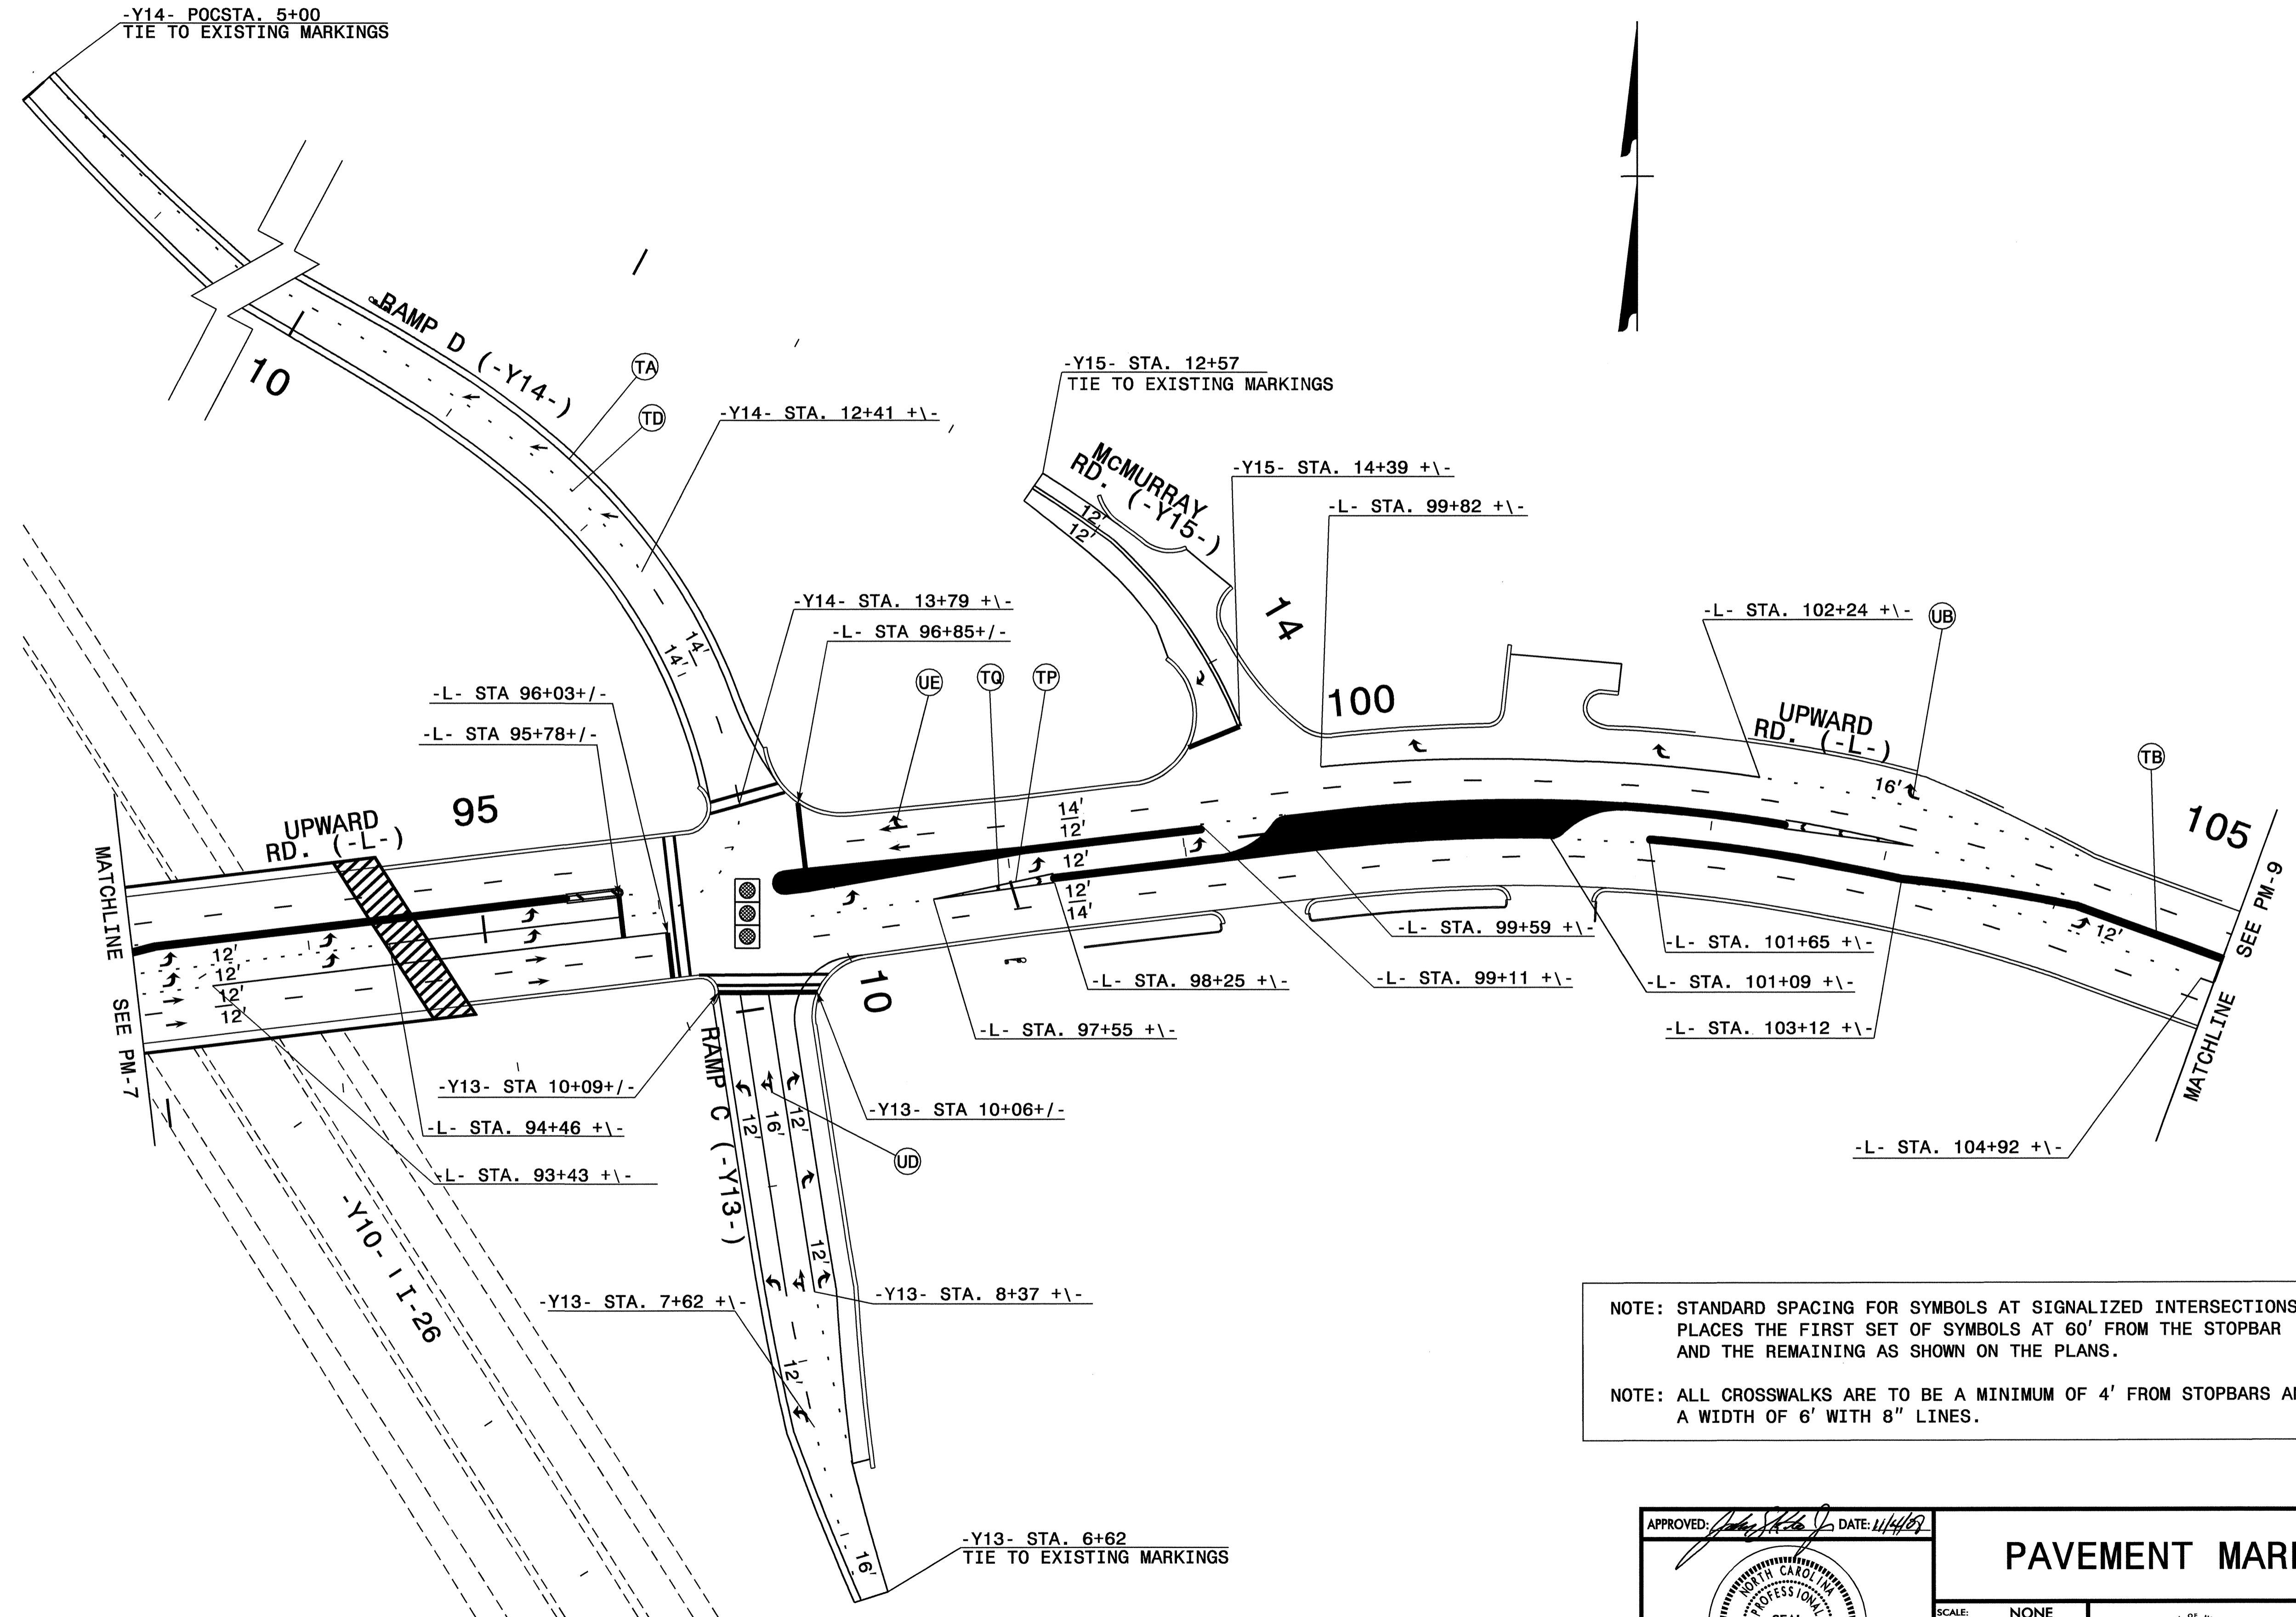 -Y14- POCSTA. 5+00
TIE TO EXISTING MARKINGS
RAMP D (-Y14-)
10
TA
TD
-Y14- STA. 12+41 +\-
-Y15- STA. 12+57
TIE TO EXISTING MARKINGS
McMURRAY
RD. (-Y15-)
12'
12'
-Y15- STA. 14+39 +\-
-L- STA. 99+82 +\-
14
-Y14- STA. 13+79 +\-
-L- STA 96+85+/-
14'
14'
-L- STA. 102+24 +\-
UB
UE
TQ
TP
-L- STA 96+03+/-
-L- STA 95+78+/-
100
UPWARD
RD. (-L-)
TB
16'
105
95
UPWARD
RD. (-L-)
14'
12'
12'
12'
14'
MATCHLINE SEE PM-7
12'
12'
12'
12'
12'
MATCHLINE SEE PM-9
-L- STA. 99+59 +\-
-L- STA. 101+65 +\-
-L- STA. 98+25 +\-
-L- STA. 99+11 +\-
-L- STA. 101+09 +\-
-L- STA. 97+55 +\-
-L- STA. 103+12 +\-
10
-Y13- STA 10+09+/-
-Y13- STA 10+06+/-
-L- STA. 94+46 +\-
-L- STA. 93+43 +\-
-L- STA. 104+92 +\-
RAMP C (-Y13-)
12'
16'
12'
UD
12'
-Y10- I I-26
-Y13- STA. 7+62 +\-
-Y13- STA. 8+37 +\-
12'
-Y13- STA. 6+62
TIE TO EXISTING MARKINGS
16'
NOTE: STANDARD SPACING FOR SYMBOLS AT SIGNALIZED INTERSECTIONS
PLACES THE FIRST SET OF SYMBOLS AT 60' FROM THE STOPBAR
AND THE REMAINING AS SHOWN ON THE PLANS.
NOTE: ALL CROSSWALKS ARE TO BE A MINIMUM OF 4' FROM STOPBARS
A WIDTH OF 6' WITH 8" LINES.
APPROVED: DATE:
PAVEMENT
NORTH CAROLINA
PROFESSIONAL
SCALE: NONE